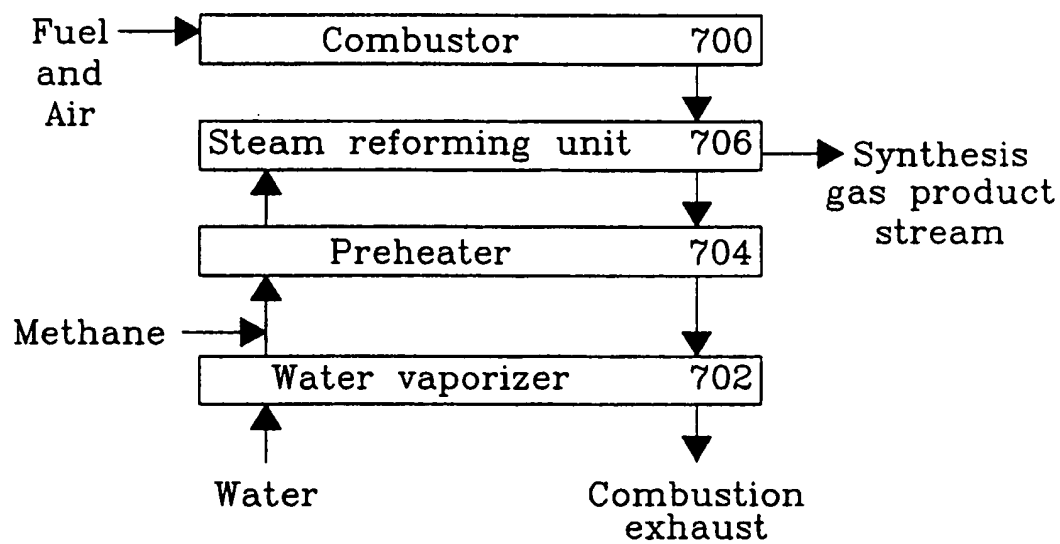 Fuel
and
Air
Combustor 700
Steam reforming unit 706
Synthesis
gas product
stream
Preheater 704
Methane
Water vaporizer 702
Water
Combustion
exhaust